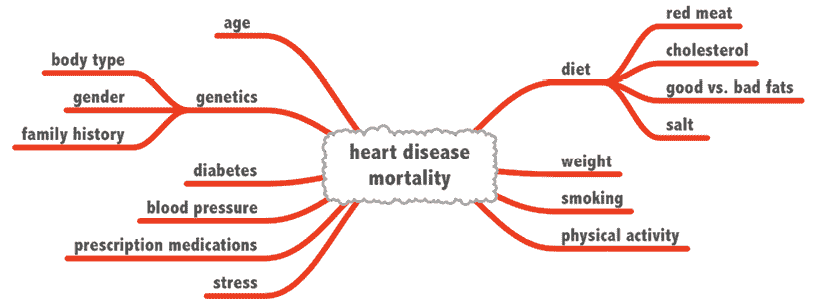 age
body type
genetics
gender
family history
diabetes
blood pressure
prescription medications
stress
heart disease
mortality
diet
red meat
cholesterol
good vs. bad fats
salt
weight
smoking
physical activity